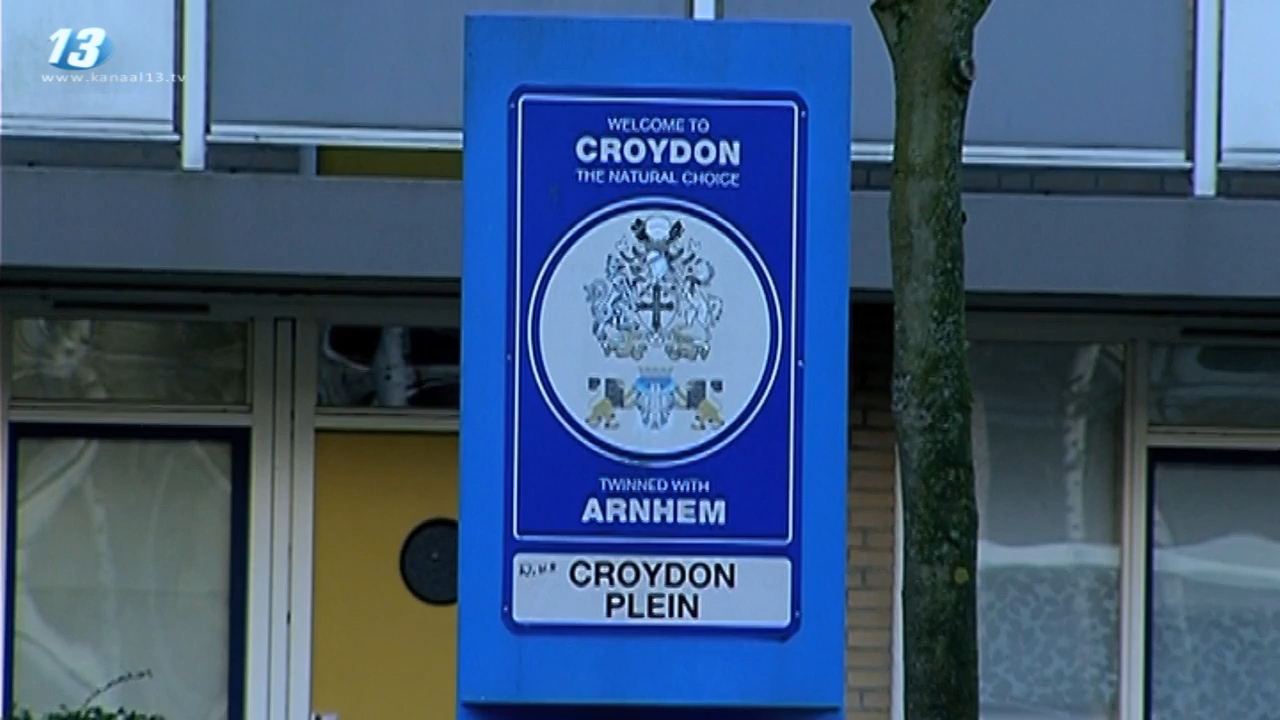 13
www.kanaal13.tv
WELCOME TO
CROYDON
THE NATURAL CHOICE
TWINNED WITH
ARNHEM
CROYDON
PLEIN